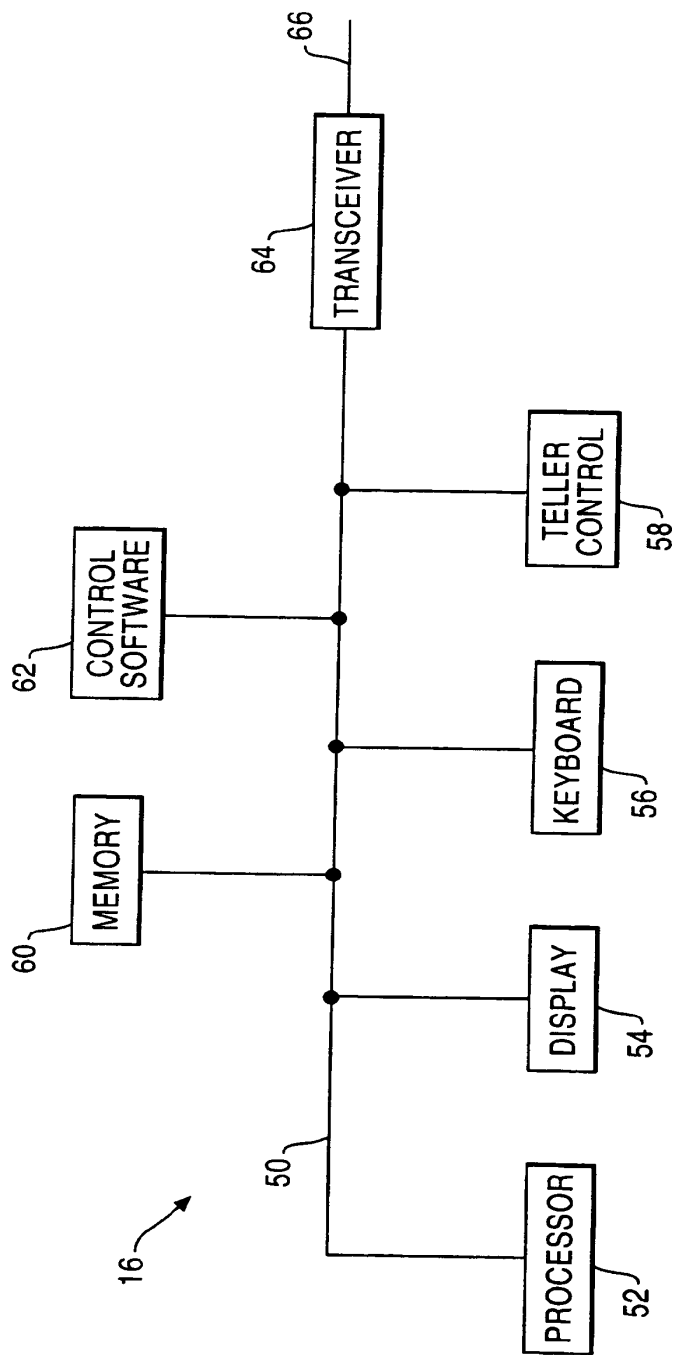 16
50
60
MEMORY
62
CONTROL
SOFTWARE
64
TRANSCEIVER
66
PROCESSOR
52
DISPLAY
54
KEYBOARD
56
TELLER
CONTROL
58